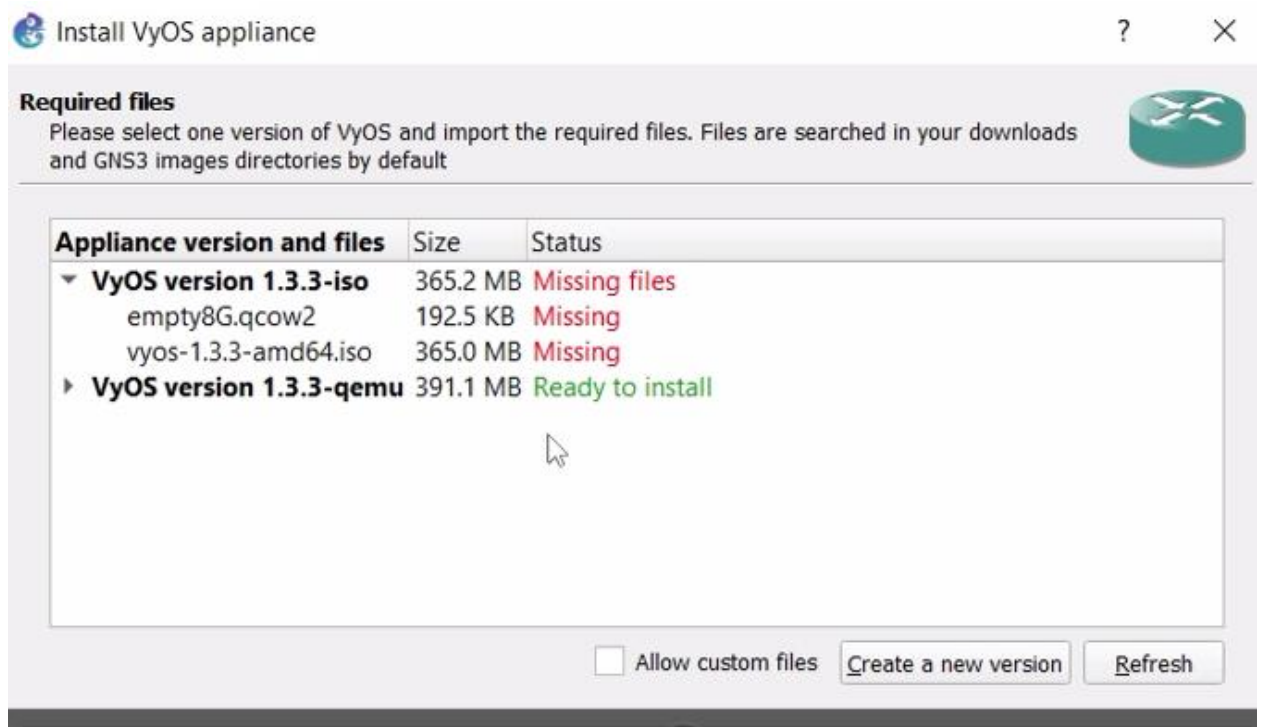 Install VyOS appliance ?
Required files
Please select one version of VyOS and import the required files. Files are searched in your downloads
and GNS3 images directories by default
Appliance version and files Size Status
VyOS version 1.3.3-iso 365.2 MB Missing files
empty8G.qcow2 192.5 KB Missing
vyos-1.3.3-amd64.iso 365.0 MB Missing
VyOS version 1.3.3-qemu 391.1 MB Ready to install
Allow custom files Create a new version Refresh